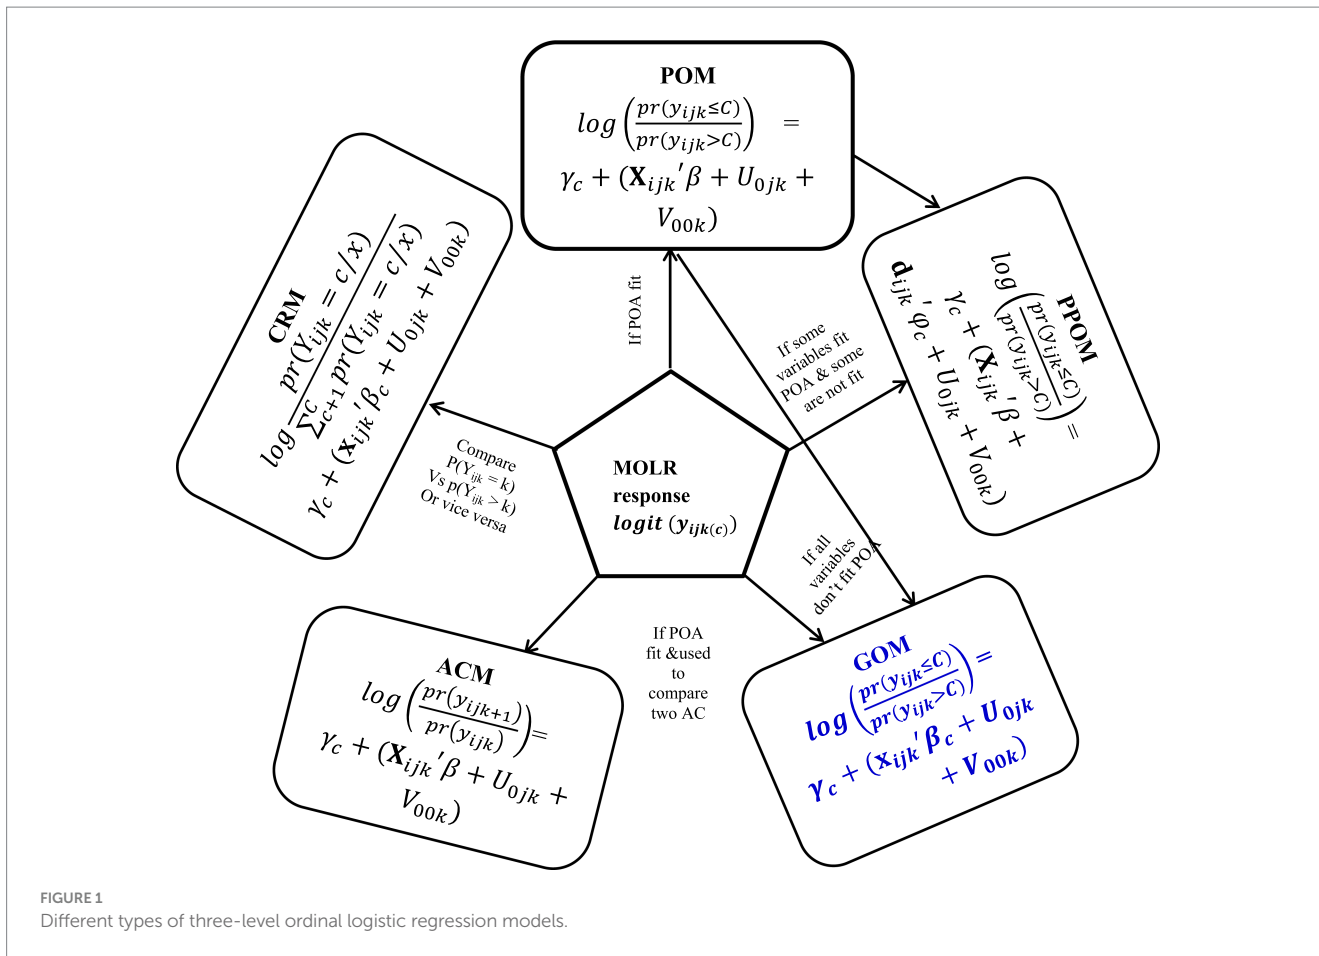 POM
log (pr(y_ijk≤C) / pr(y_ijk>C)) =
γ_c + (X_ijk′β + U_0jk +
V_00k)
CRM
log pr(Y_ijk = c/x) / ∑_{c+1}^{C} pr(Y_ijk = c/x)
γ_c + (x_ijk′β_c + U_0jk + V_00k)
If POA fit
If some
variables fit
POA & some
are not fit
PPOM
log (pr(y_ijk≤C) / pr(y_ijk>C)) =
γ_c + (X_ijk′β +
d_ijk′φ_c + U_0jk + V_00k)
Compare
P(Y_ijk = k)
Vs p(Y_ijk > k)
Or vice versa
MOLR
response
logit (y_ijk(c))
If all
variables
don't fit POA
If POA
fit &used
to
compare
two AC
ACM
log (pr(y_ijk+1) / pr(y_ijk)) =
γ_c + (X_ijk′β + U_0jk +
V_00k)
GOM
log (pr(y_ijk≤C) / pr(y_ijk>C)) =
γ_c + (x_ijk′β_c + U_0jk
+ V_00k)
FIGURE 1
Different types of three-level ordinal logistic regression models.